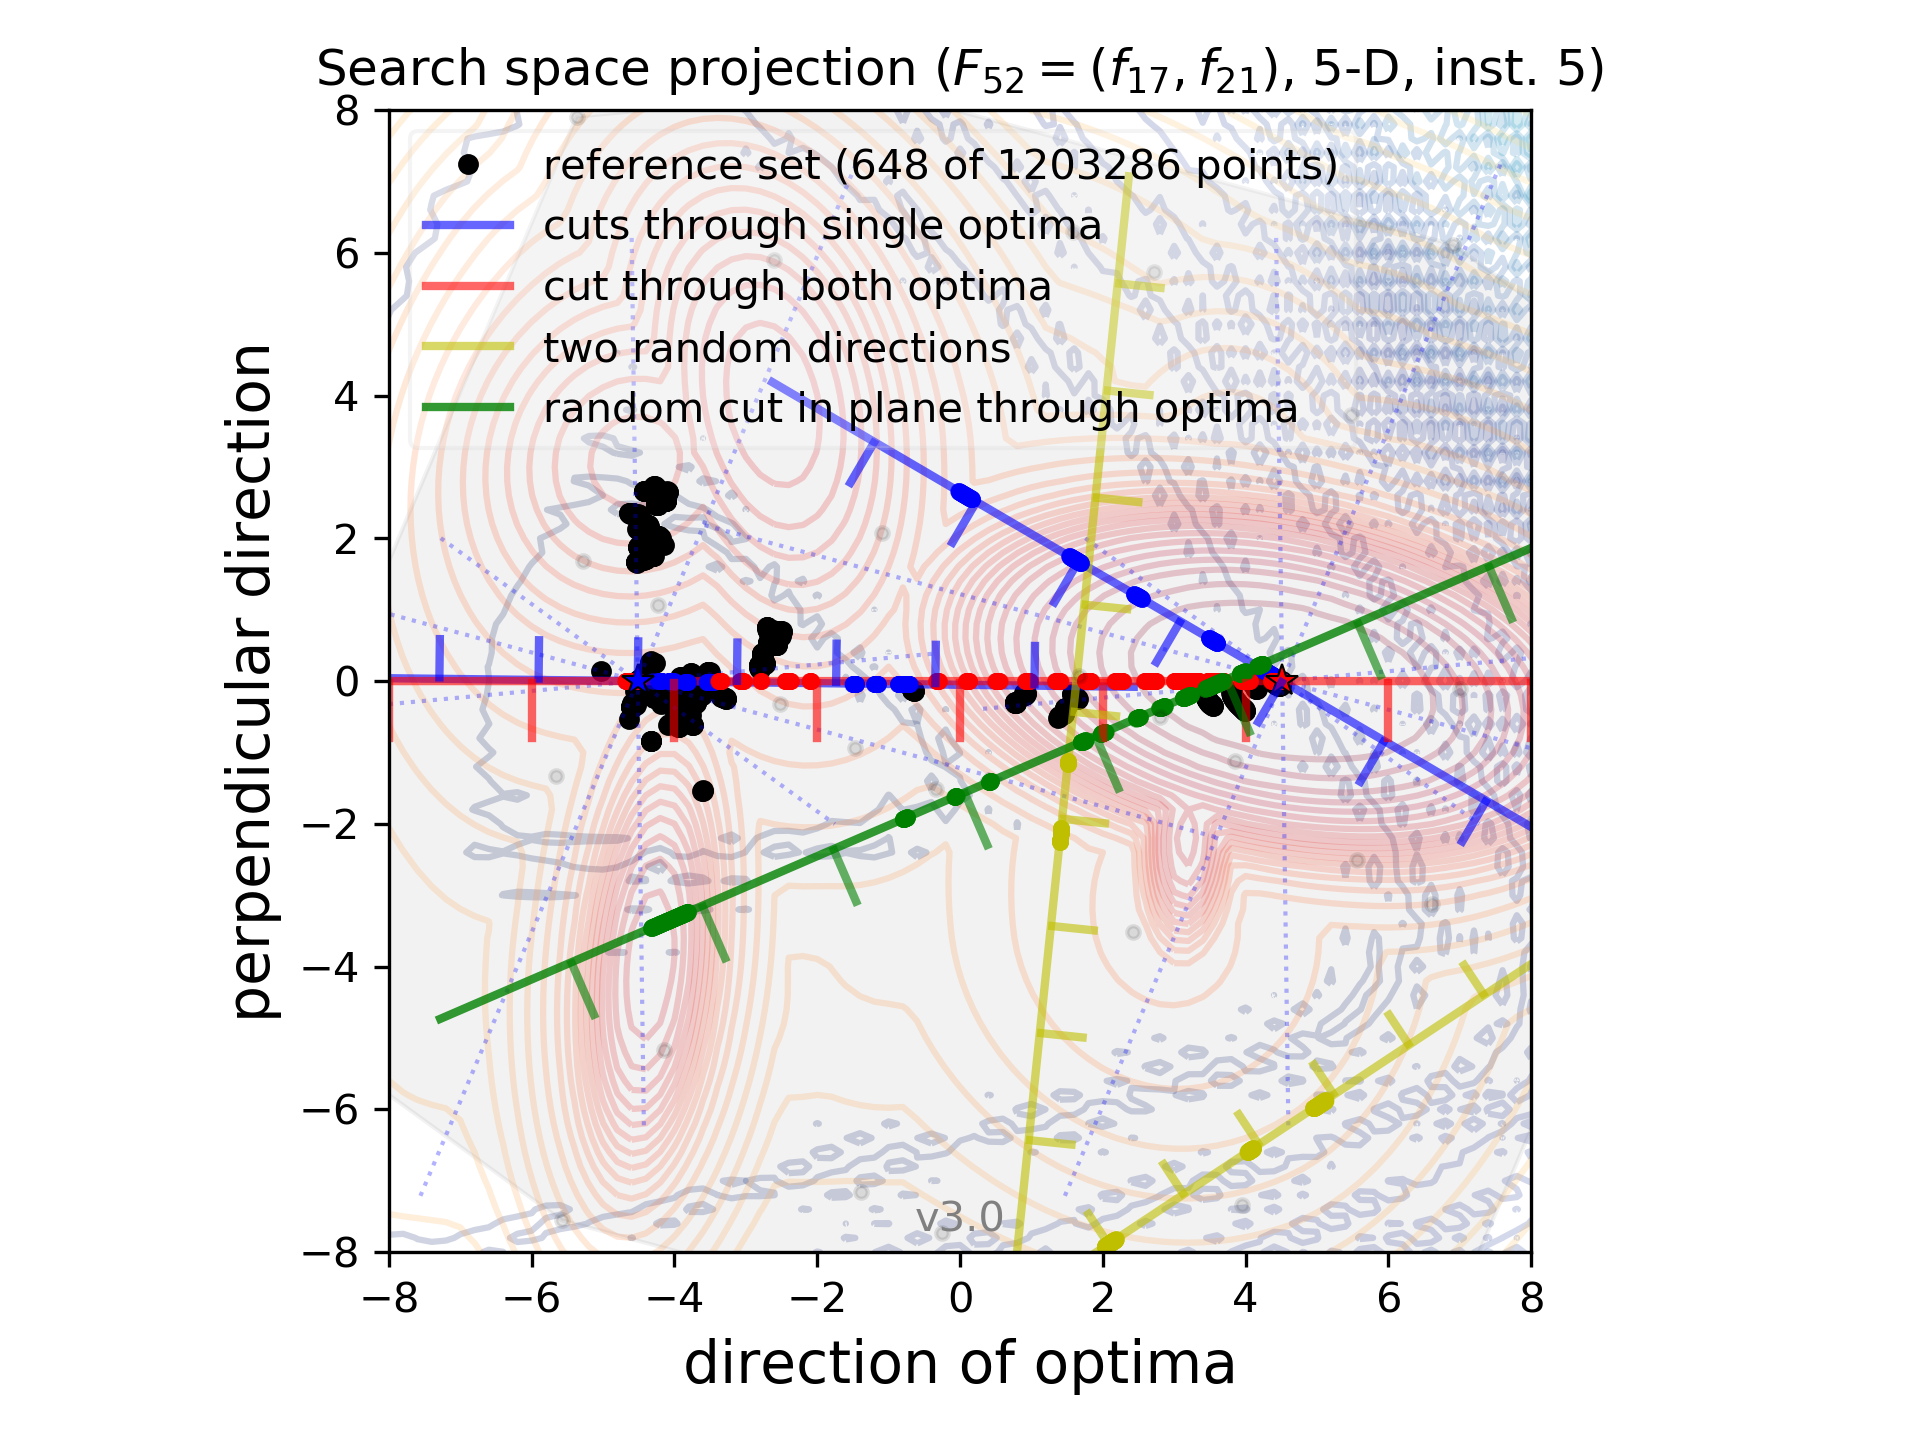 Search space projection (F52 = (f17, f21), 5-D, inst. 5)
reference set (648 of 1203286 points)
cuts through single optima
cut through both optima
two random directions
random cut in plane through optima
8
6
4
2
0
−2
−4
−6
−8
perpendicular direction
v3.0
−8 −6 −4 −2 0 2 4 6 8
direction of optima